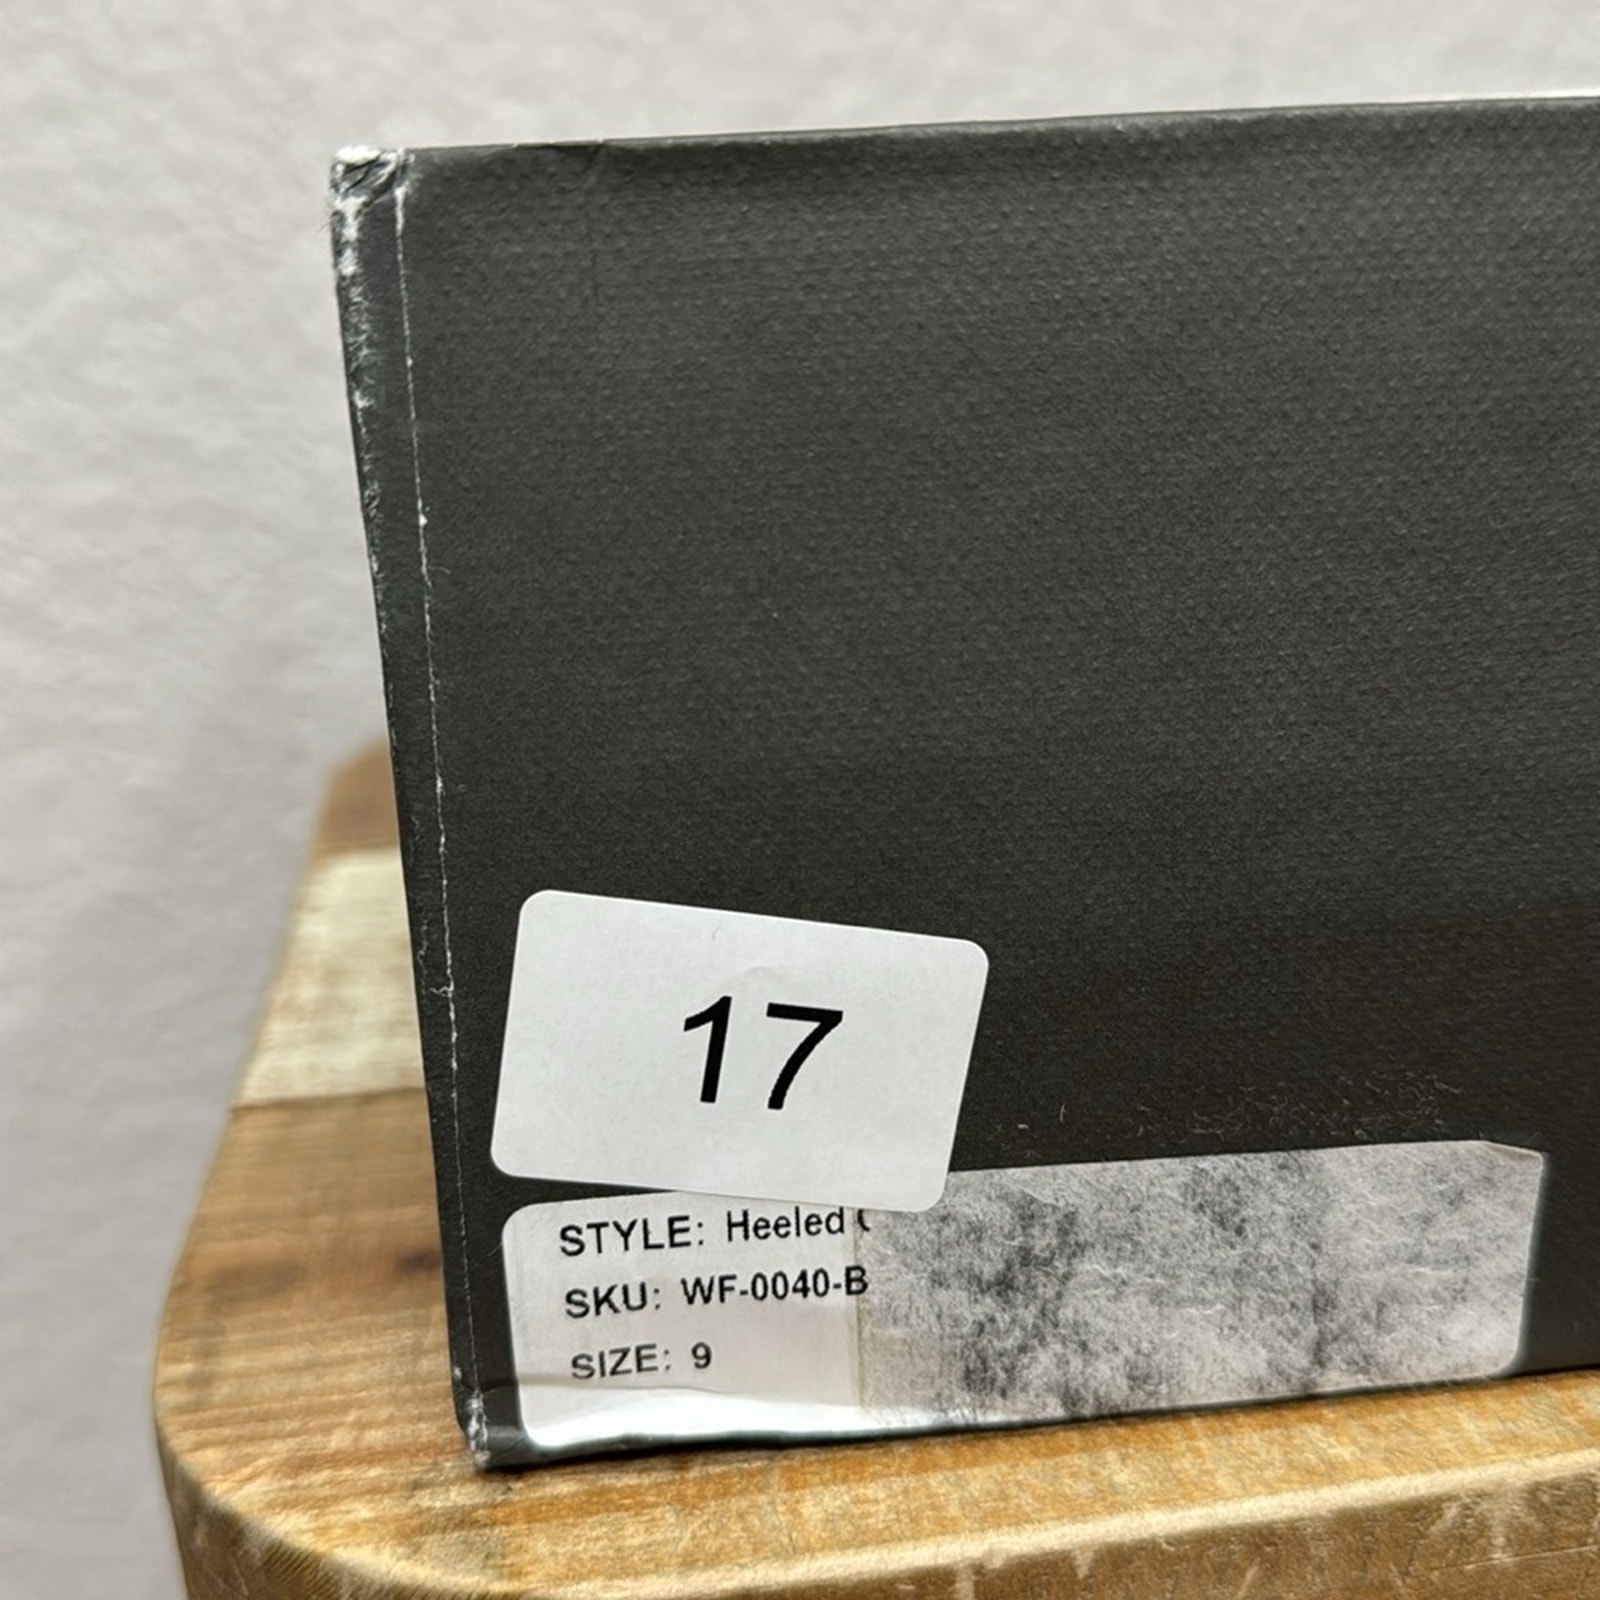 17
STYLE: Heeled
SKU: WF-0040-B
SIZE: 9